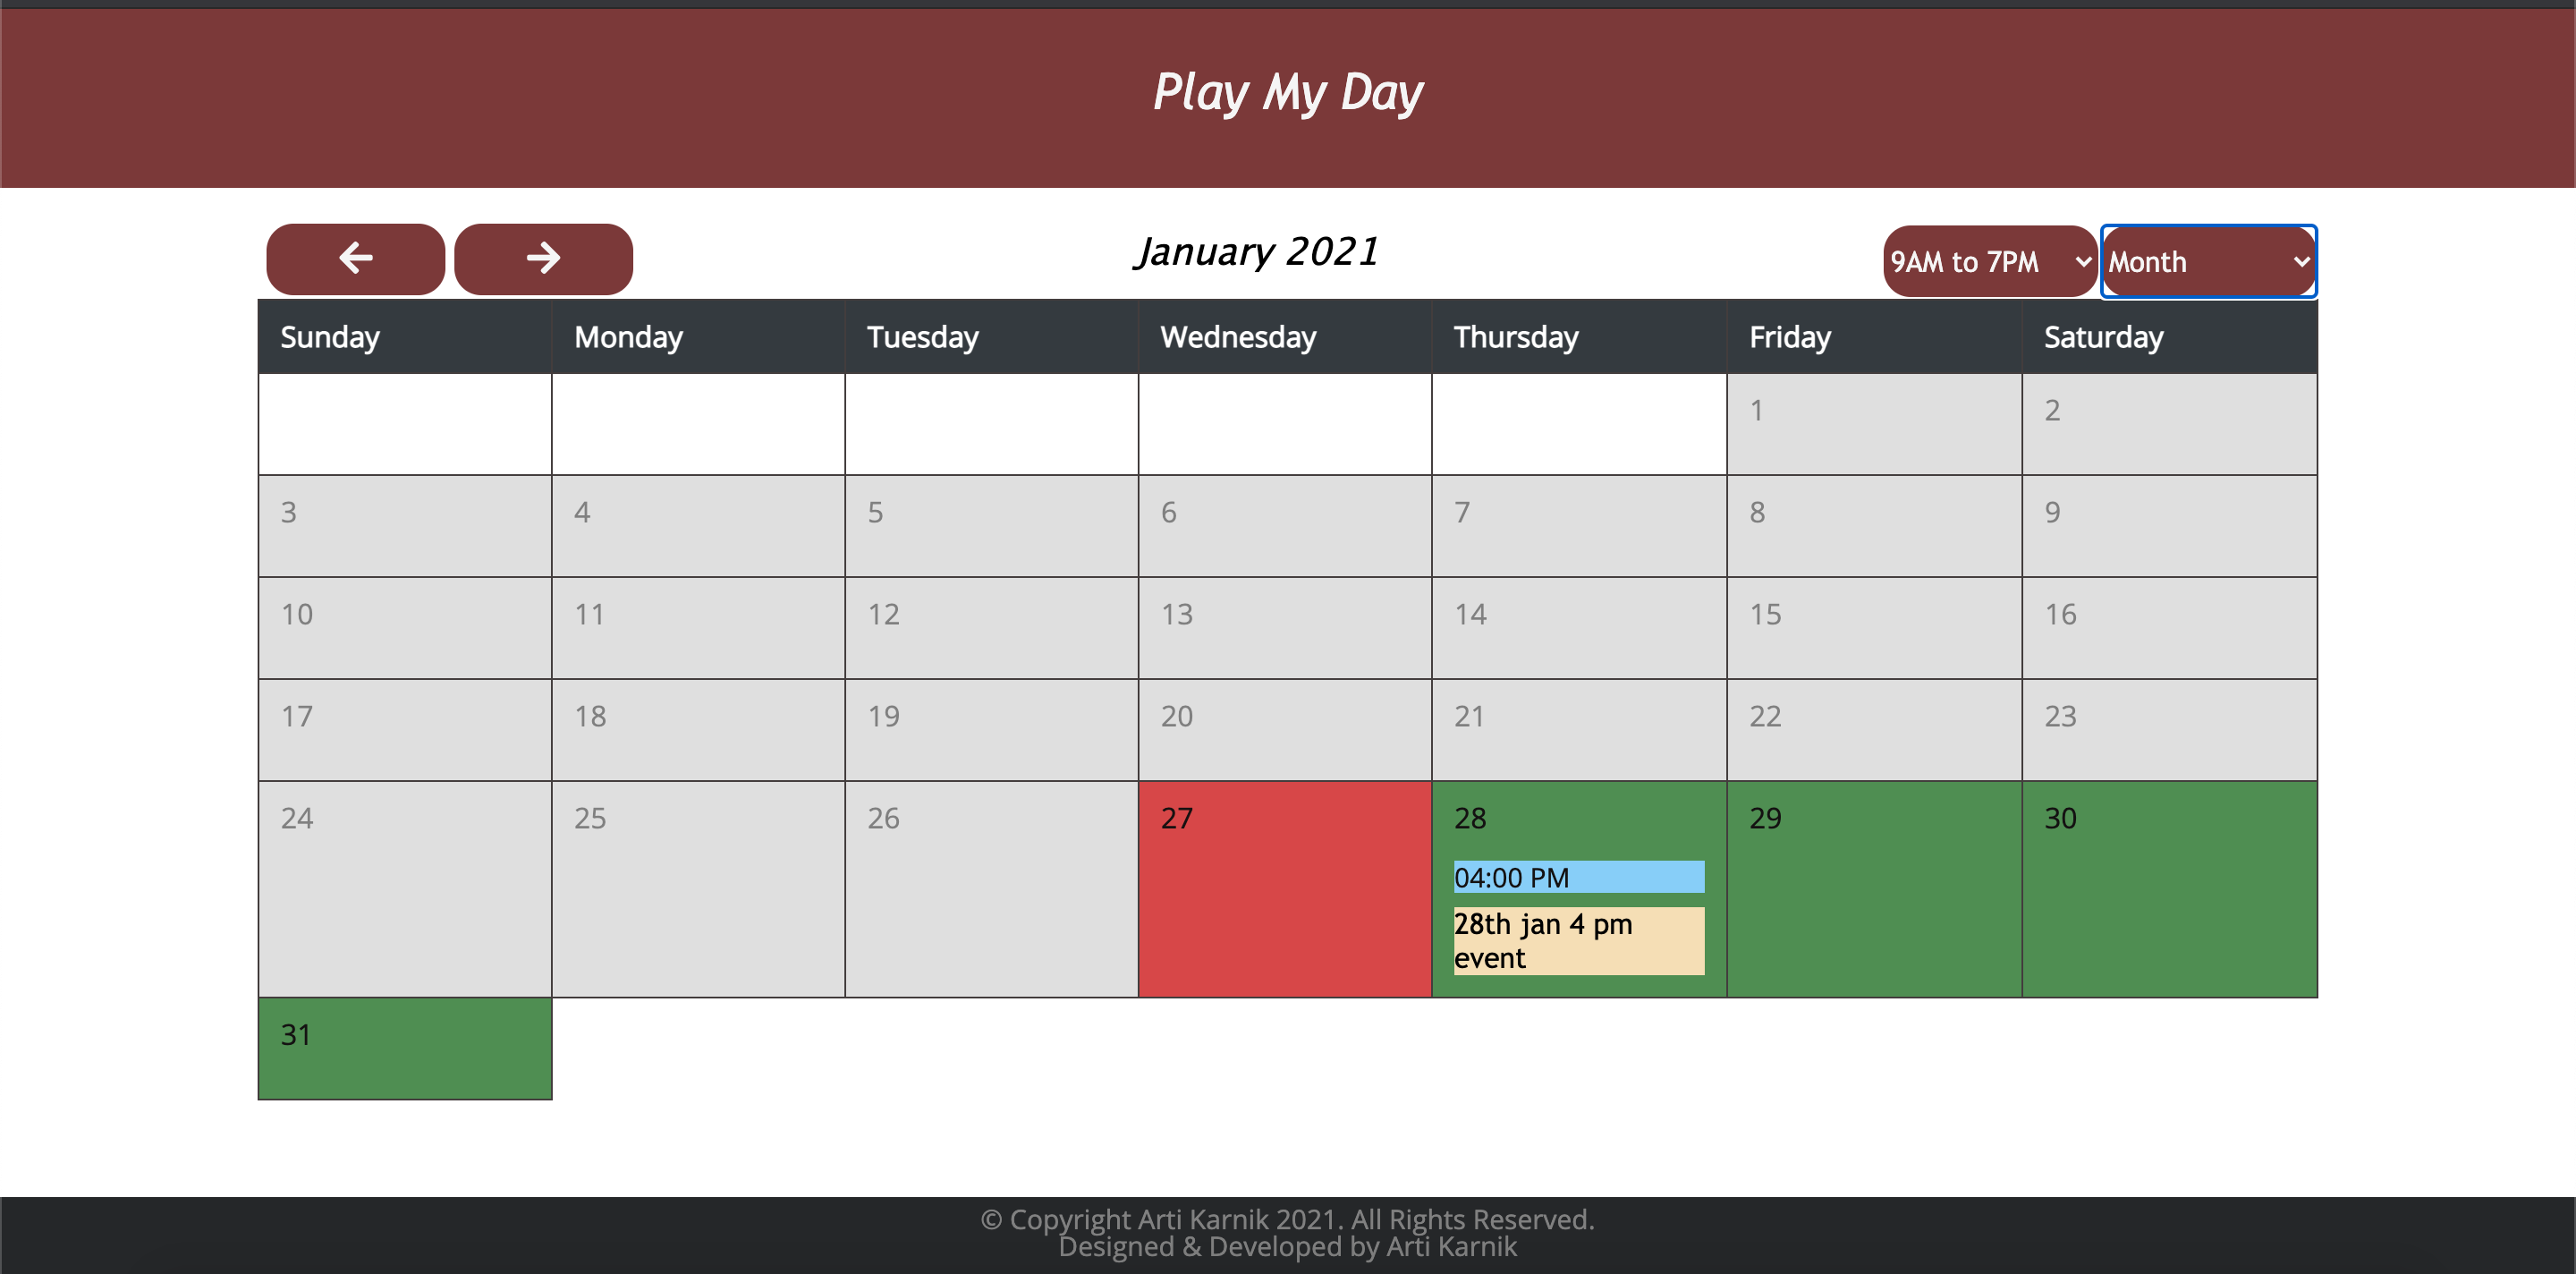 Play My Day
January 2021
9AM to 7PM
Month
Sunday Monday Tuesday Wednesday Thursday Friday Saturday
1 2
3 4 5 6 7 8 9
10 11 12 13 14 15 16
17 18 19 20 21 22 23
24 25 26 27 28 29 30
04:00 PM
28th jan 4 pm
event
31
© Copyright Arti Karnik 2021. All Rights Reserved.
Designed & Developed by Arti Karnik